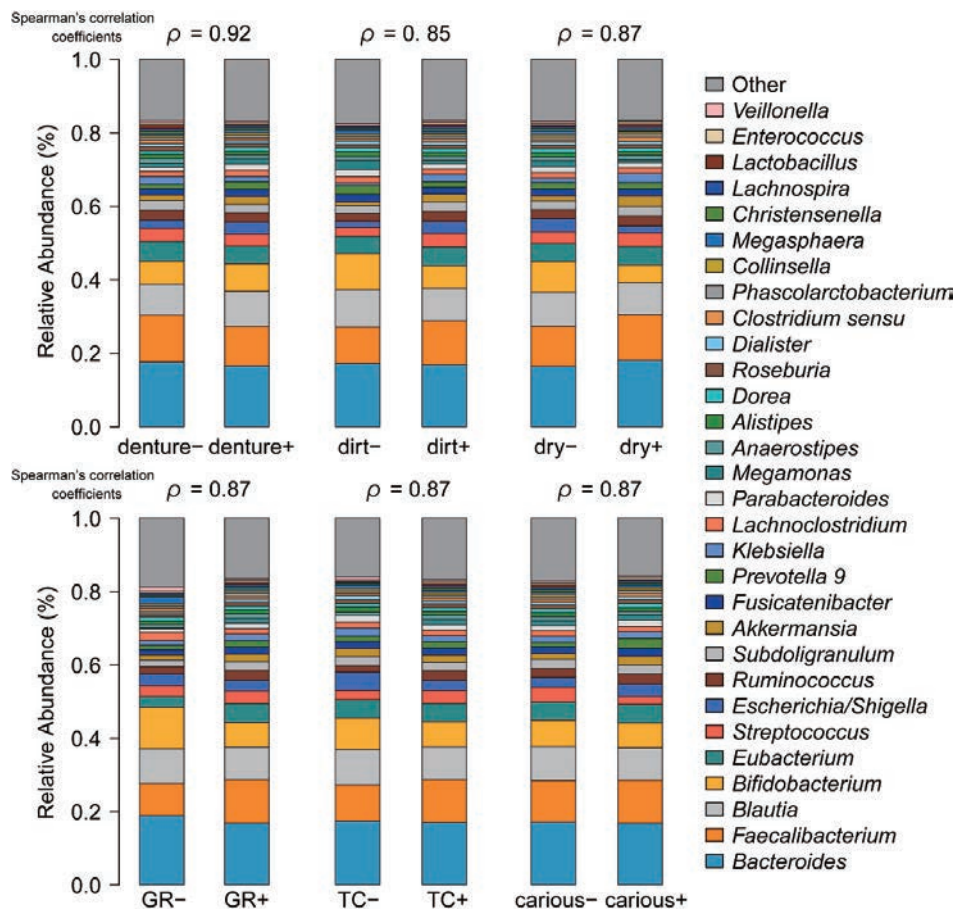 Spearman's correlation
coefficients
ρ = 0.92
ρ = 0. 85
ρ = 0.87
Relative Abundance (%)
1.0
0.8
0.6
0.4
0.2
0.0
denture− denture+ dirt− dirt+ dry− dry+
Spearman's correlation
coefficients
ρ = 0.87
ρ = 0.87
ρ = 0.87
Relative Abundance (%)
1.0
0.8
0.6
0.4
0.2
0.0
GR− GR+ TC− TC+ carious− carious+
Other
Veillonella
Enterococcus
Lactobacillus
Lachnospira
Christensenella
Megasphaera
Collinsella
Phascolarctobacterium
Clostridium sensu
Dialister
Roseburia
Dorea
Alistipes
Anaerostipes
Megamonas
Parabacteroides
Lachnoclostridium
Klebsiella
Prevotella 9
Fusicatenibacter
Akkermansia
Subdoligranulum
Ruminococcus
Escherichia/Shigella
Streptococcus
Eubacterium
Bifidobacterium
Blautia
Faecalibacterium
Bacteroides